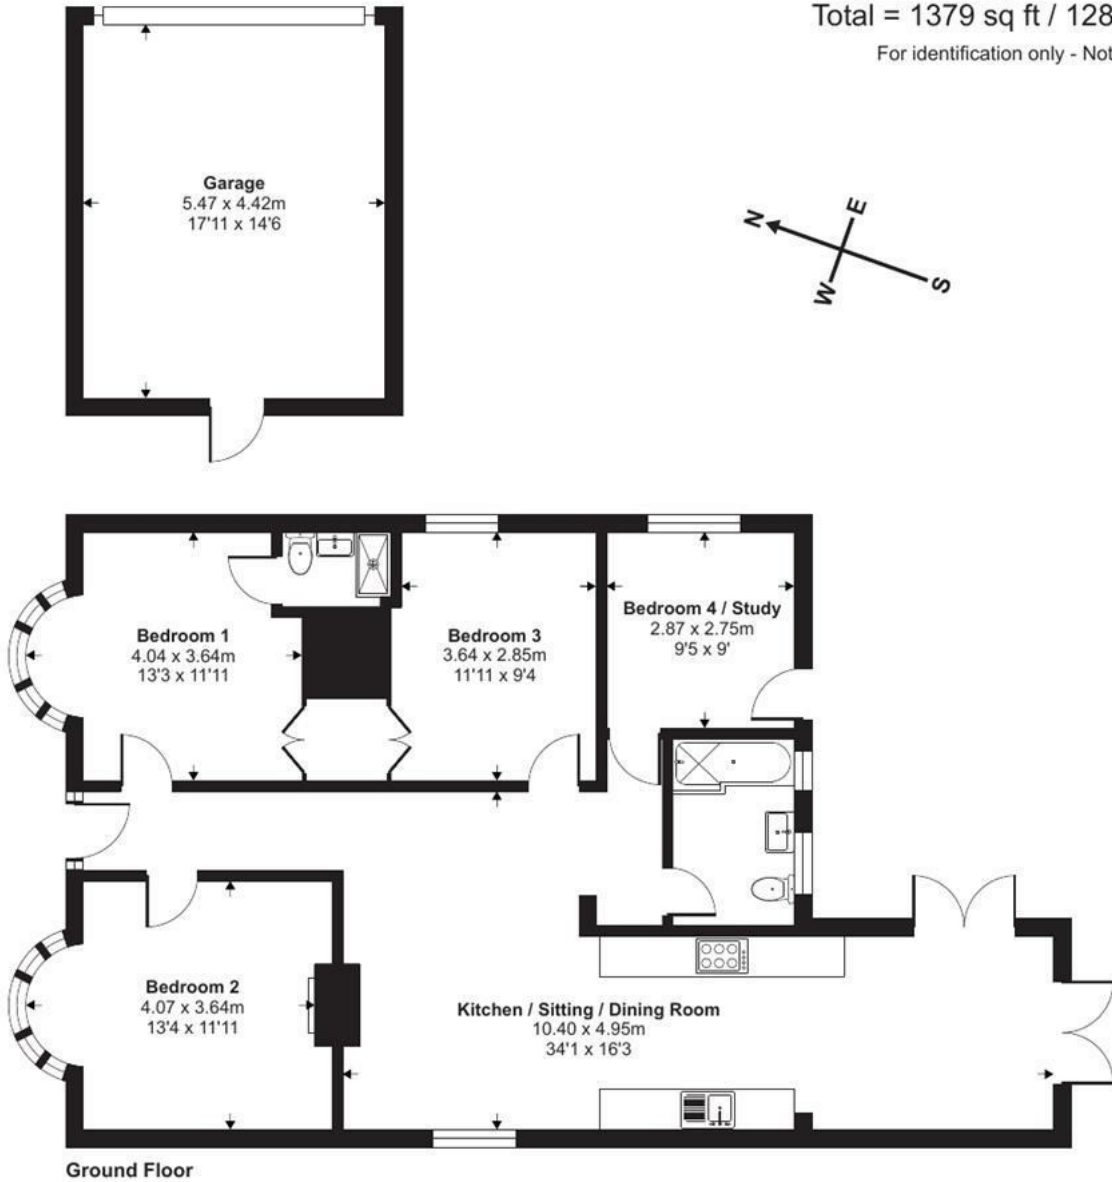 Total = 1379 sq ft / 128
For identification only - Not
Garage
5.47 x 4.42m
17'11 x 14'6
N
E
W
S
Bedroom 1
4.04 x 3.64m
13'3 x 11'11
Bedroom 3
3.64 x 2.85m
11'11 x 9'4
Bedroom 4 / Study
2.87 x 2.75m
9'5 x 9'
Bedroom 2
4.07 x 3.64m
13'4 x 11'11
Kitchen / Sitting / Dining Room
10.40 x 4.95m
34'1 x 16'3
Ground Floor